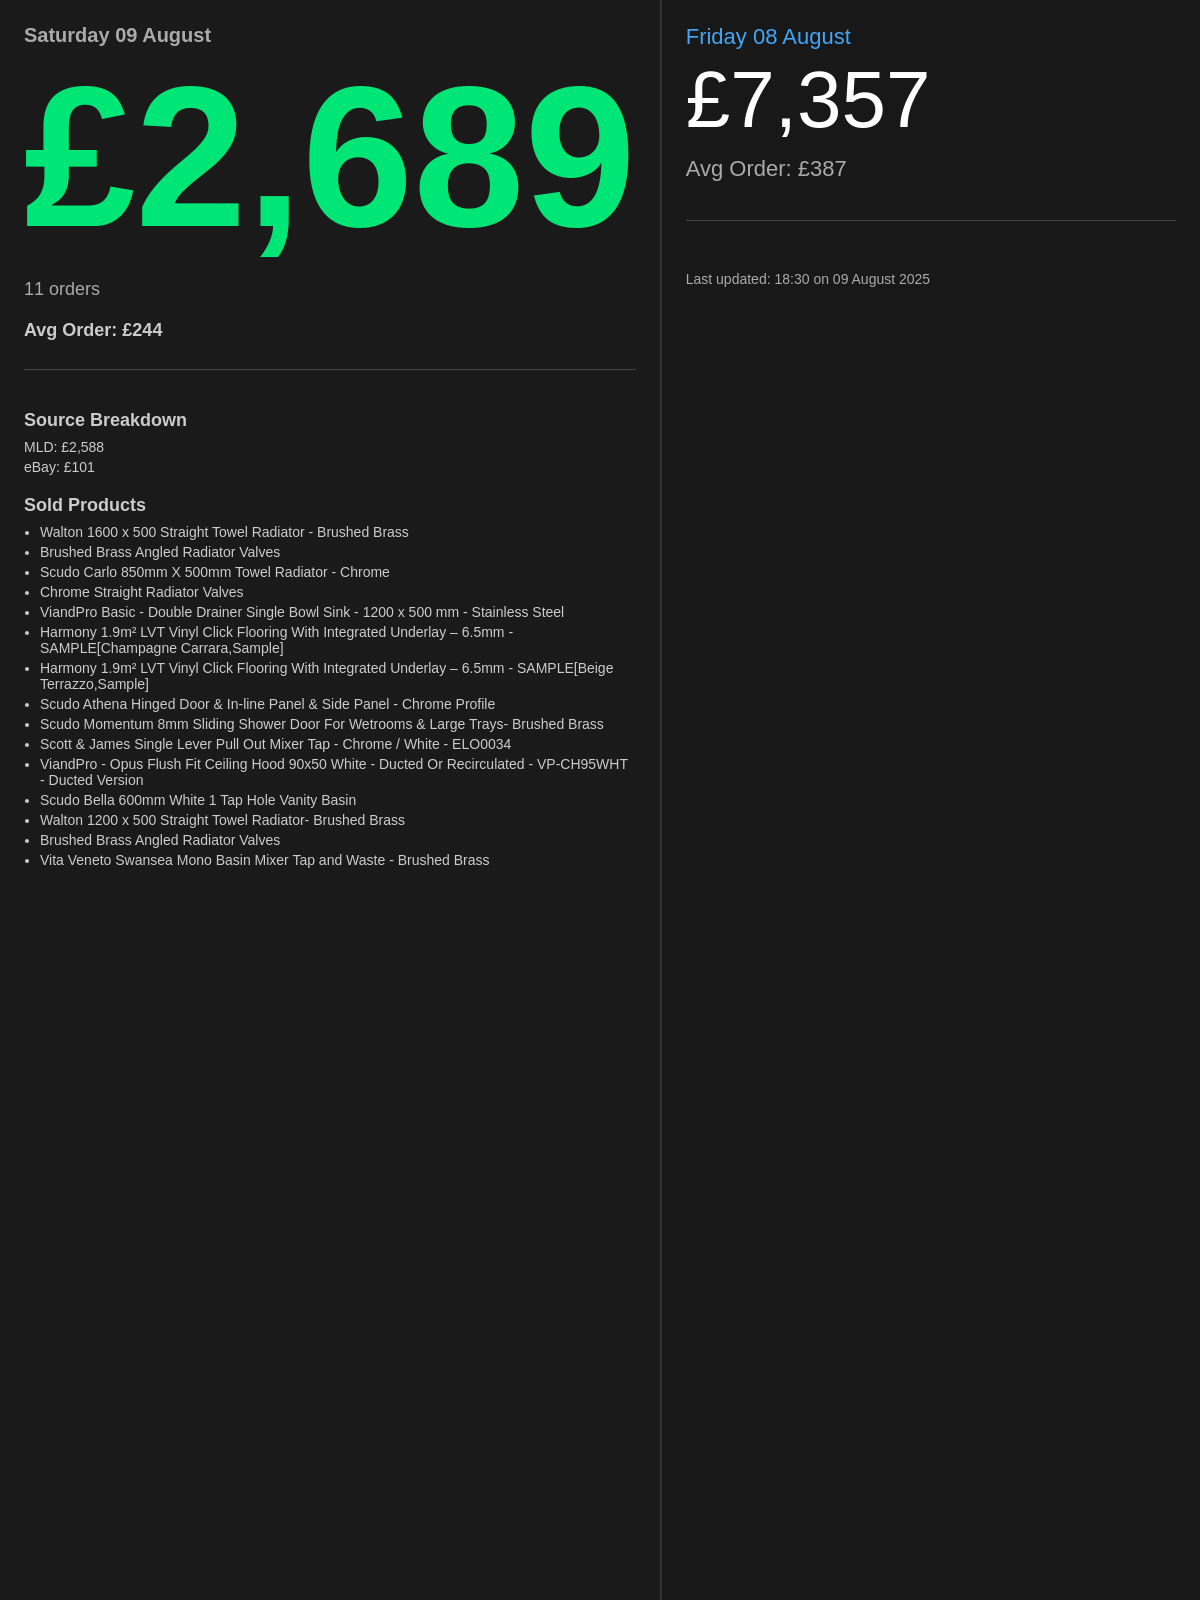 Saturday 09 August
£2,689
11 orders
Avg Order: £244
Source Breakdown
MLD: £2,588
eBay: £101
Sold Products
• Walton 1600 x 500 Straight Towel Radiator - Brushed Brass
• Brushed Brass Angled Radiator Valves
• Scudo Carlo 850mm X 500mm Towel Radiator - Chrome
• Chrome Straight Radiator Valves
• ViandPro Basic - Double Drainer Single Bowl Sink - 1200 x 500 mm - Stainless Steel
• Harmony 1.9m² LVT Vinyl Click Flooring With Integrated Underlay – 6.5mm -
SAMPLE[Champagne Carrara,Sample]
• Harmony 1.9m² LVT Vinyl Click Flooring With Integrated Underlay – 6.5mm - SAMPLE[Beige
Terrazzo,Sample]
• Scudo Athena Hinged Door & In-line Panel & Side Panel - Chrome Profile
• Scudo Momentum 8mm Sliding Shower Door For Wetrooms & Large Trays- Brushed Brass
• Scott & James Single Lever Pull Out Mixer Tap - Chrome / White - ELO0034
• ViandPro - Opus Flush Fit Ceiling Hood 90x50 White - Ducted Or Recirculated - VP-CH95WHT
- Ducted Version
• Scudo Bella 600mm White 1 Tap Hole Vanity Basin
• Walton 1200 x 500 Straight Towel Radiator- Brushed Brass
• Brushed Brass Angled Radiator Valves
• Vita Veneto Swansea Mono Basin Mixer Tap and Waste - Brushed Brass
Friday 08 August
£7,357
Avg Order: £387
Last updated: 18:30 on 09 August 2025